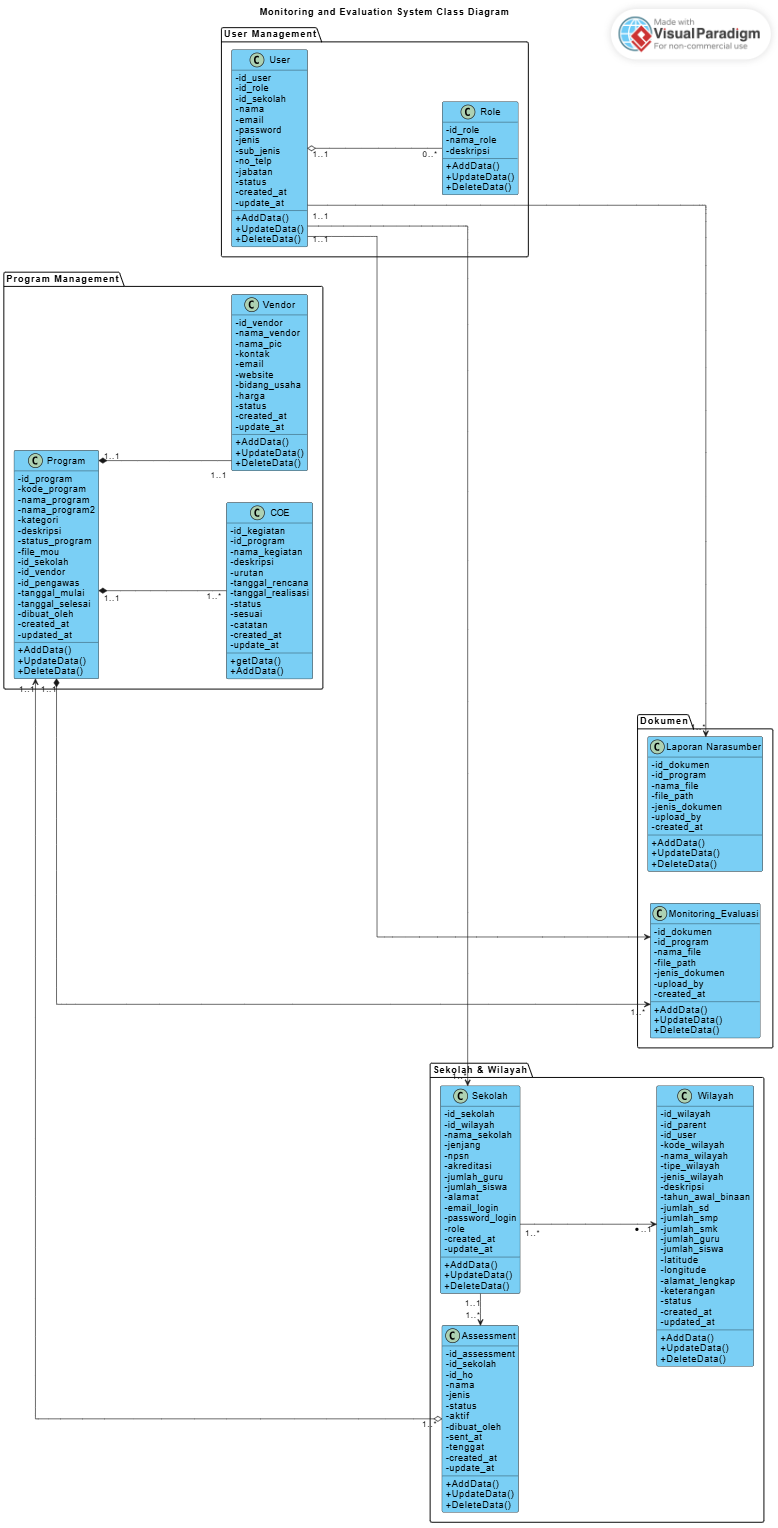 Monitoring and Evaluation System Class Diagram
Made with
VisualParadigm
For non-commercial use
User Management
C User
-id_user
-id_role
-id_sekolah
-nama
-email
-password
-jenis
-sub_jenis
-no_telp
-jabatan
-status
-created_at
-update_at
+AddData()
+UpdateData()
+DeleteData()
1..1
0..*
C Role
-id_role
-nama_role
-deskripsi
+AddData()
+UpdateData()
+DeleteData()
1..1
1..1
Program Management
C Vendor
-id_vendor
-nama_vendor
-nama_pic
-kontak
-email
-website
-bidang_usaha
-harga
-status
-created_at
-update_at
+AddData()
+UpdateData()
+DeleteData()
1..1
1..1
C Program
-id_program
-kode_program
-nama_program
-nama_program2
-kategori
-deskripsi
-status_program
-file_mou
-id_sekolah
-id_vendor
-id_pengawas
-tanggal_mulai
-tanggal_selesai
-dibuat_oleh
-created_at
-updated_at
+AddData()
+UpdateData()
+DeleteData()
1..1
1..*
C COE
-id_kegiatan
-id_program
-nama_kegiatan
-deskripsi
-urutan
-tanggal_rencana
-tanggal_realisasi
-status
-sesuai
-catatan
-created_at
-update_at
+getData()
+AddData()
1..1 1..1
Dokumen
C Laporan Narasumber
-id_dokumen
-id_program
-nama_file
-file_path
-jenis_dokumen
-upload_by
-created_at
+AddData()
+UpdateData()
+DeleteData()
C Monitoring_Evaluasi
-id_dokumen
-id_program
-nama_file
-file_path
-jenis_dokumen
-upload_by
-created_at
+AddData()
+UpdateData()
+DeleteData()
1..*
Sekolah & Wilayah
C Sekolah
-id_sekolah
-id_wilayah
-nama_sekolah
-jenjang
-npsn
-akreditasi
-jumlah_guru
-jumlah_siswa
-alamat
-email_login
-password_login
-role
-created_at
-update_at
+AddData()
+UpdateData()
+DeleteData()
1..*
•..1
C Wilayah
-id_wilayah
-id_parent
-id_user
-kode_wilayah
-nama_wilayah
-tipe_wilayah
-jenis_wilayah
-deskripsi
-tahun_awal_binaan
-jumlah_sd
-jumlah_smp
-jumlah_smk
-jumlah_guru
-jumlah_siswa
-latitude
-longitude
-alamat_lengkap
-keterangan
-status
-created_at
-updated_at
+AddData()
+UpdateData()
+DeleteData()
1..1
1..*
C Assessment
-id_assessment
-id_sekolah
-id_ho
-nama
-jenis
-status
-aktif
-dibuat_oleh
-sent_at
-tenggat
-created_at
-update_at
+AddData()
+UpdateData()
+DeleteData()
1..*